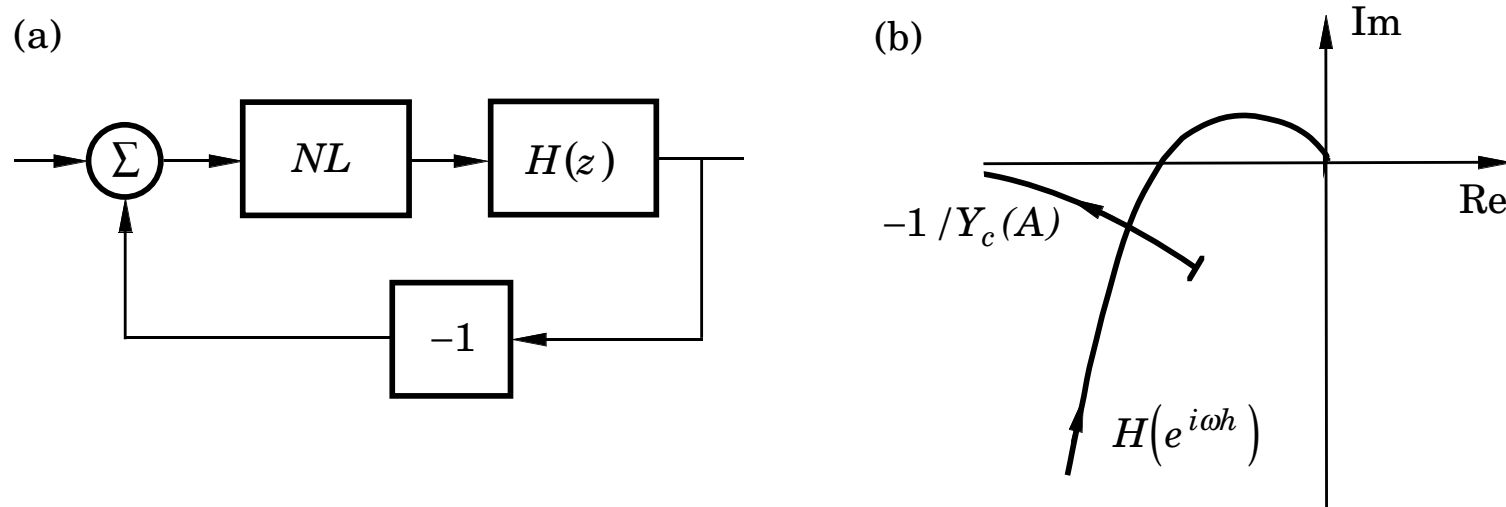 (a)
Σ
NL
H(z)
−1
(b)
Im
Re
−1 /Y_c(A)
H(e^{iωh})